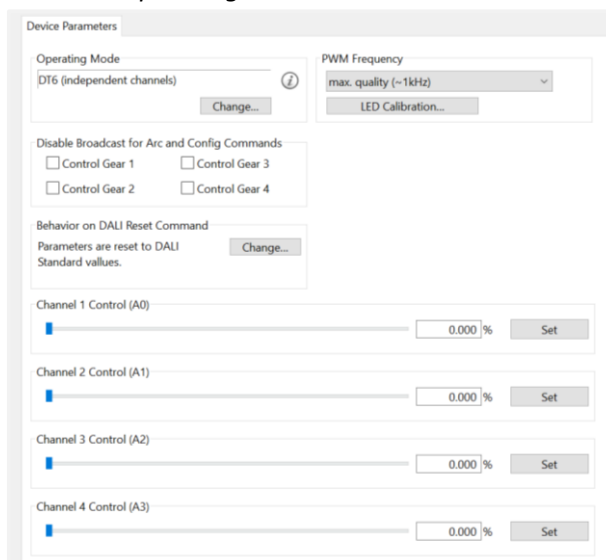 Device Parameters
Operating Mode
DT6 (independent channels)
Change...
PWM Frequency
max. quality (~1kHz)
LED Calibration...
Disable Broadcast for Arc and Config Commands
Control Gear 1
Control Gear 3
Control Gear 2
Control Gear 4
Behavior on DALI Reset Command
Parameters are reset to DALI
Standard vallues.
Change...
Channel 1 Control (A0)
0.000 %
Set
Channel 2 Control (A1)
0.000 %
Set
Channel 3 Control (A2)
0.000 %
Set
Channel 4 Control (A3)
0.000 %
Set